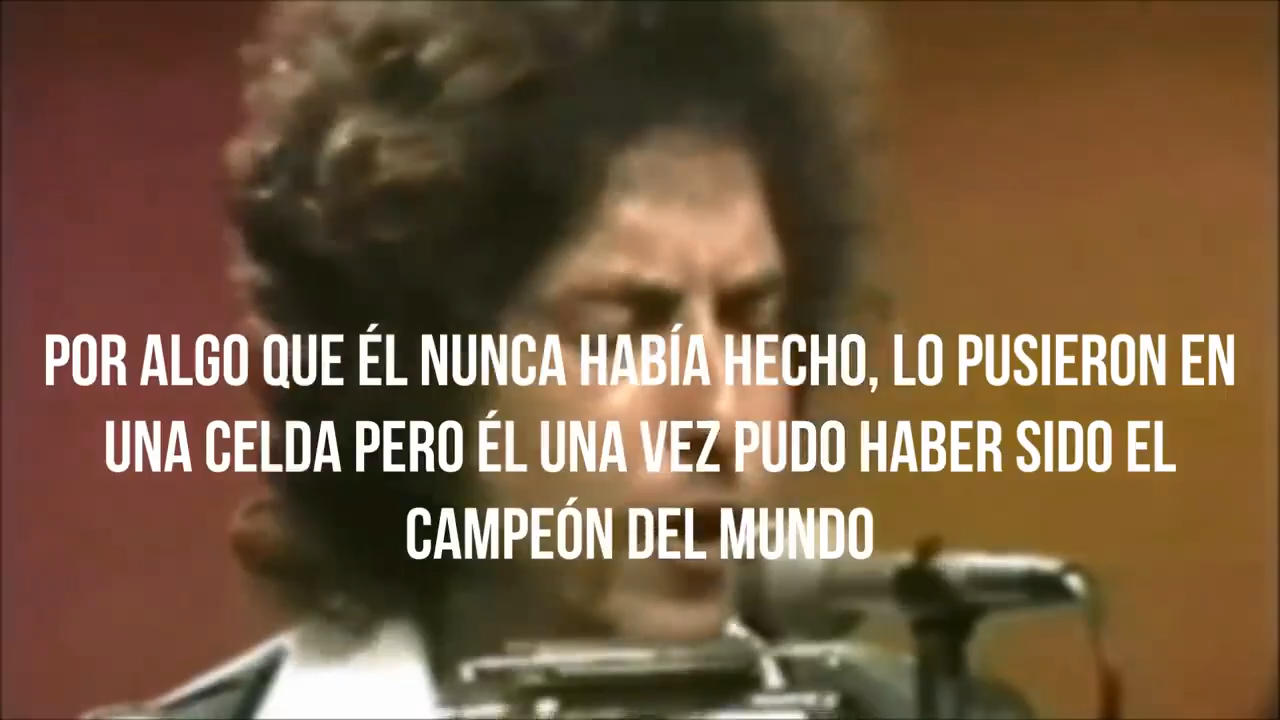 POR ALGO QUE ÉL NUNCA HABÍA HECHO, LO PUSIERON EN
UNA CELDA PERO ÉL UNA VEZ PUDO HABER SIDO EL
CAMPEÓN DEL MUNDO